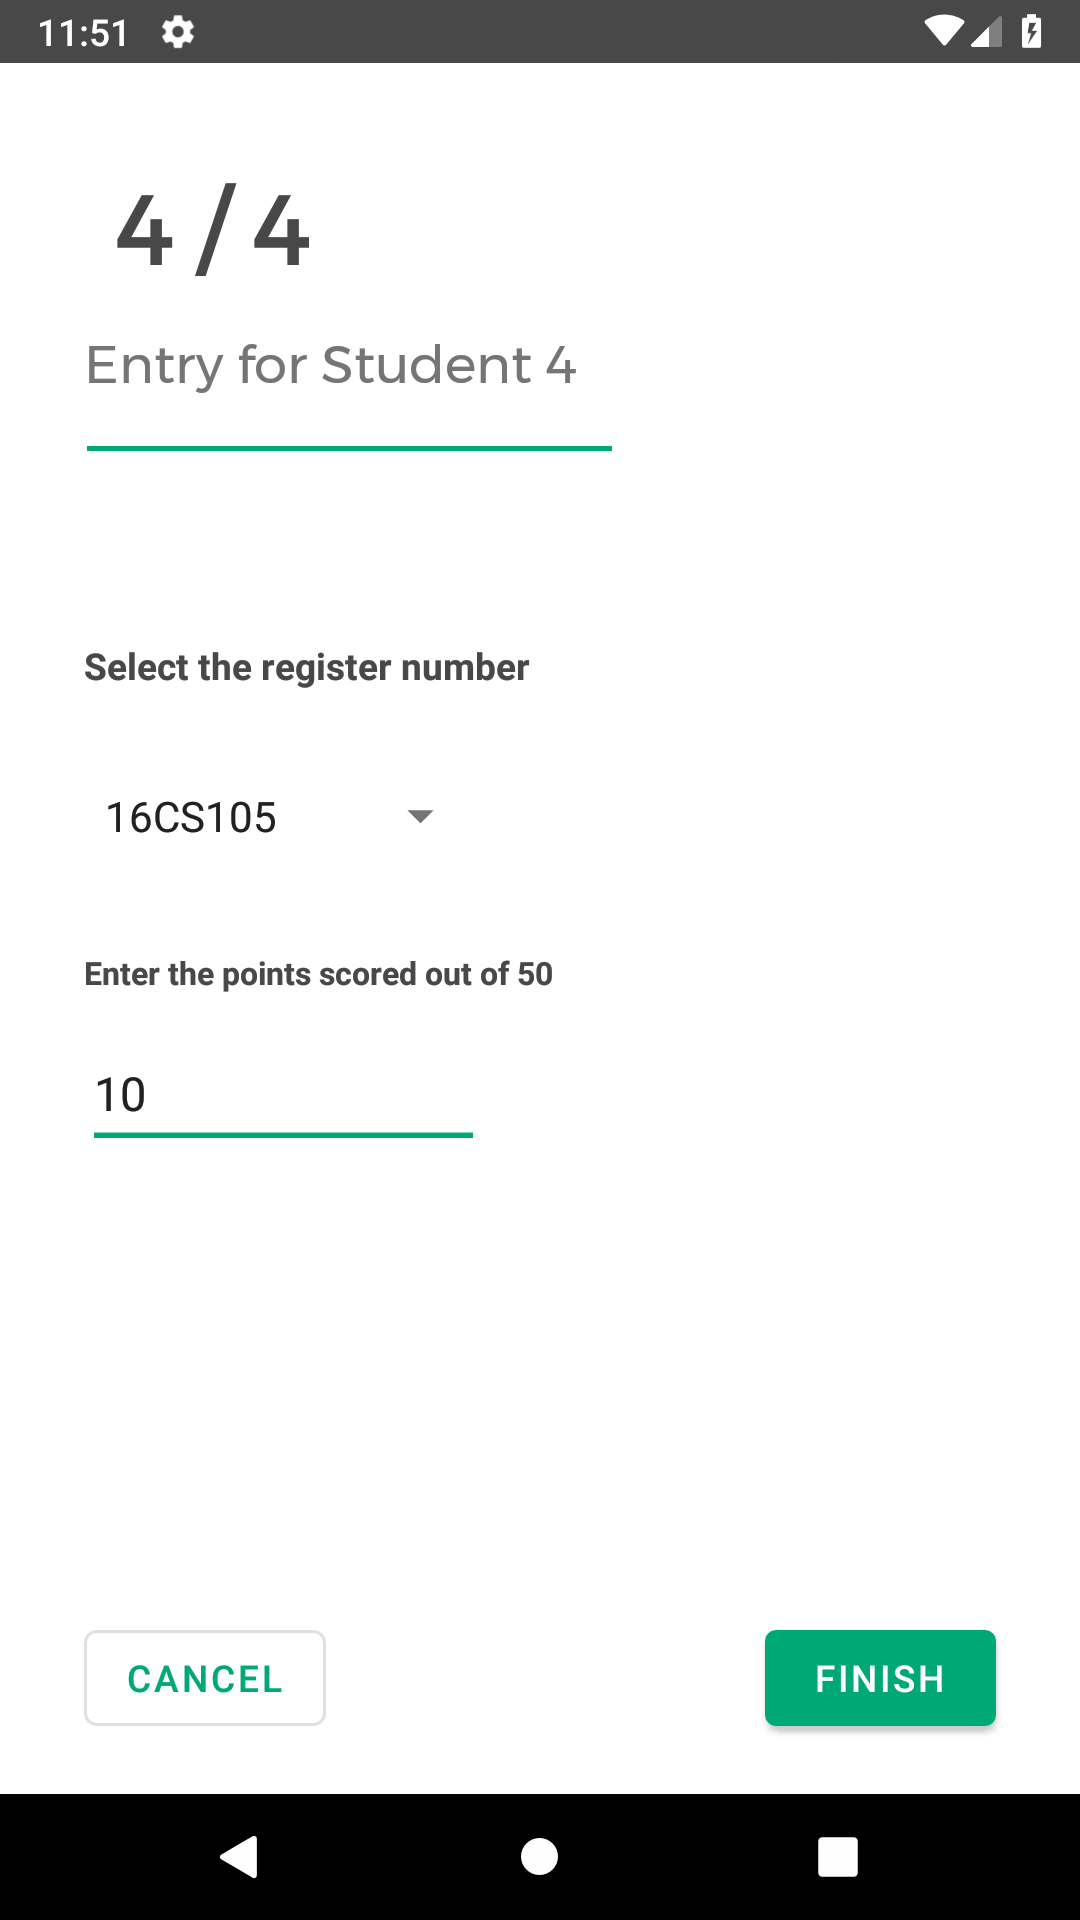 11:51
4 / 4
Entry for Student 4
Select the register number
16CS105
Enter the points scored out of 50
10
CANCEL
FINISH